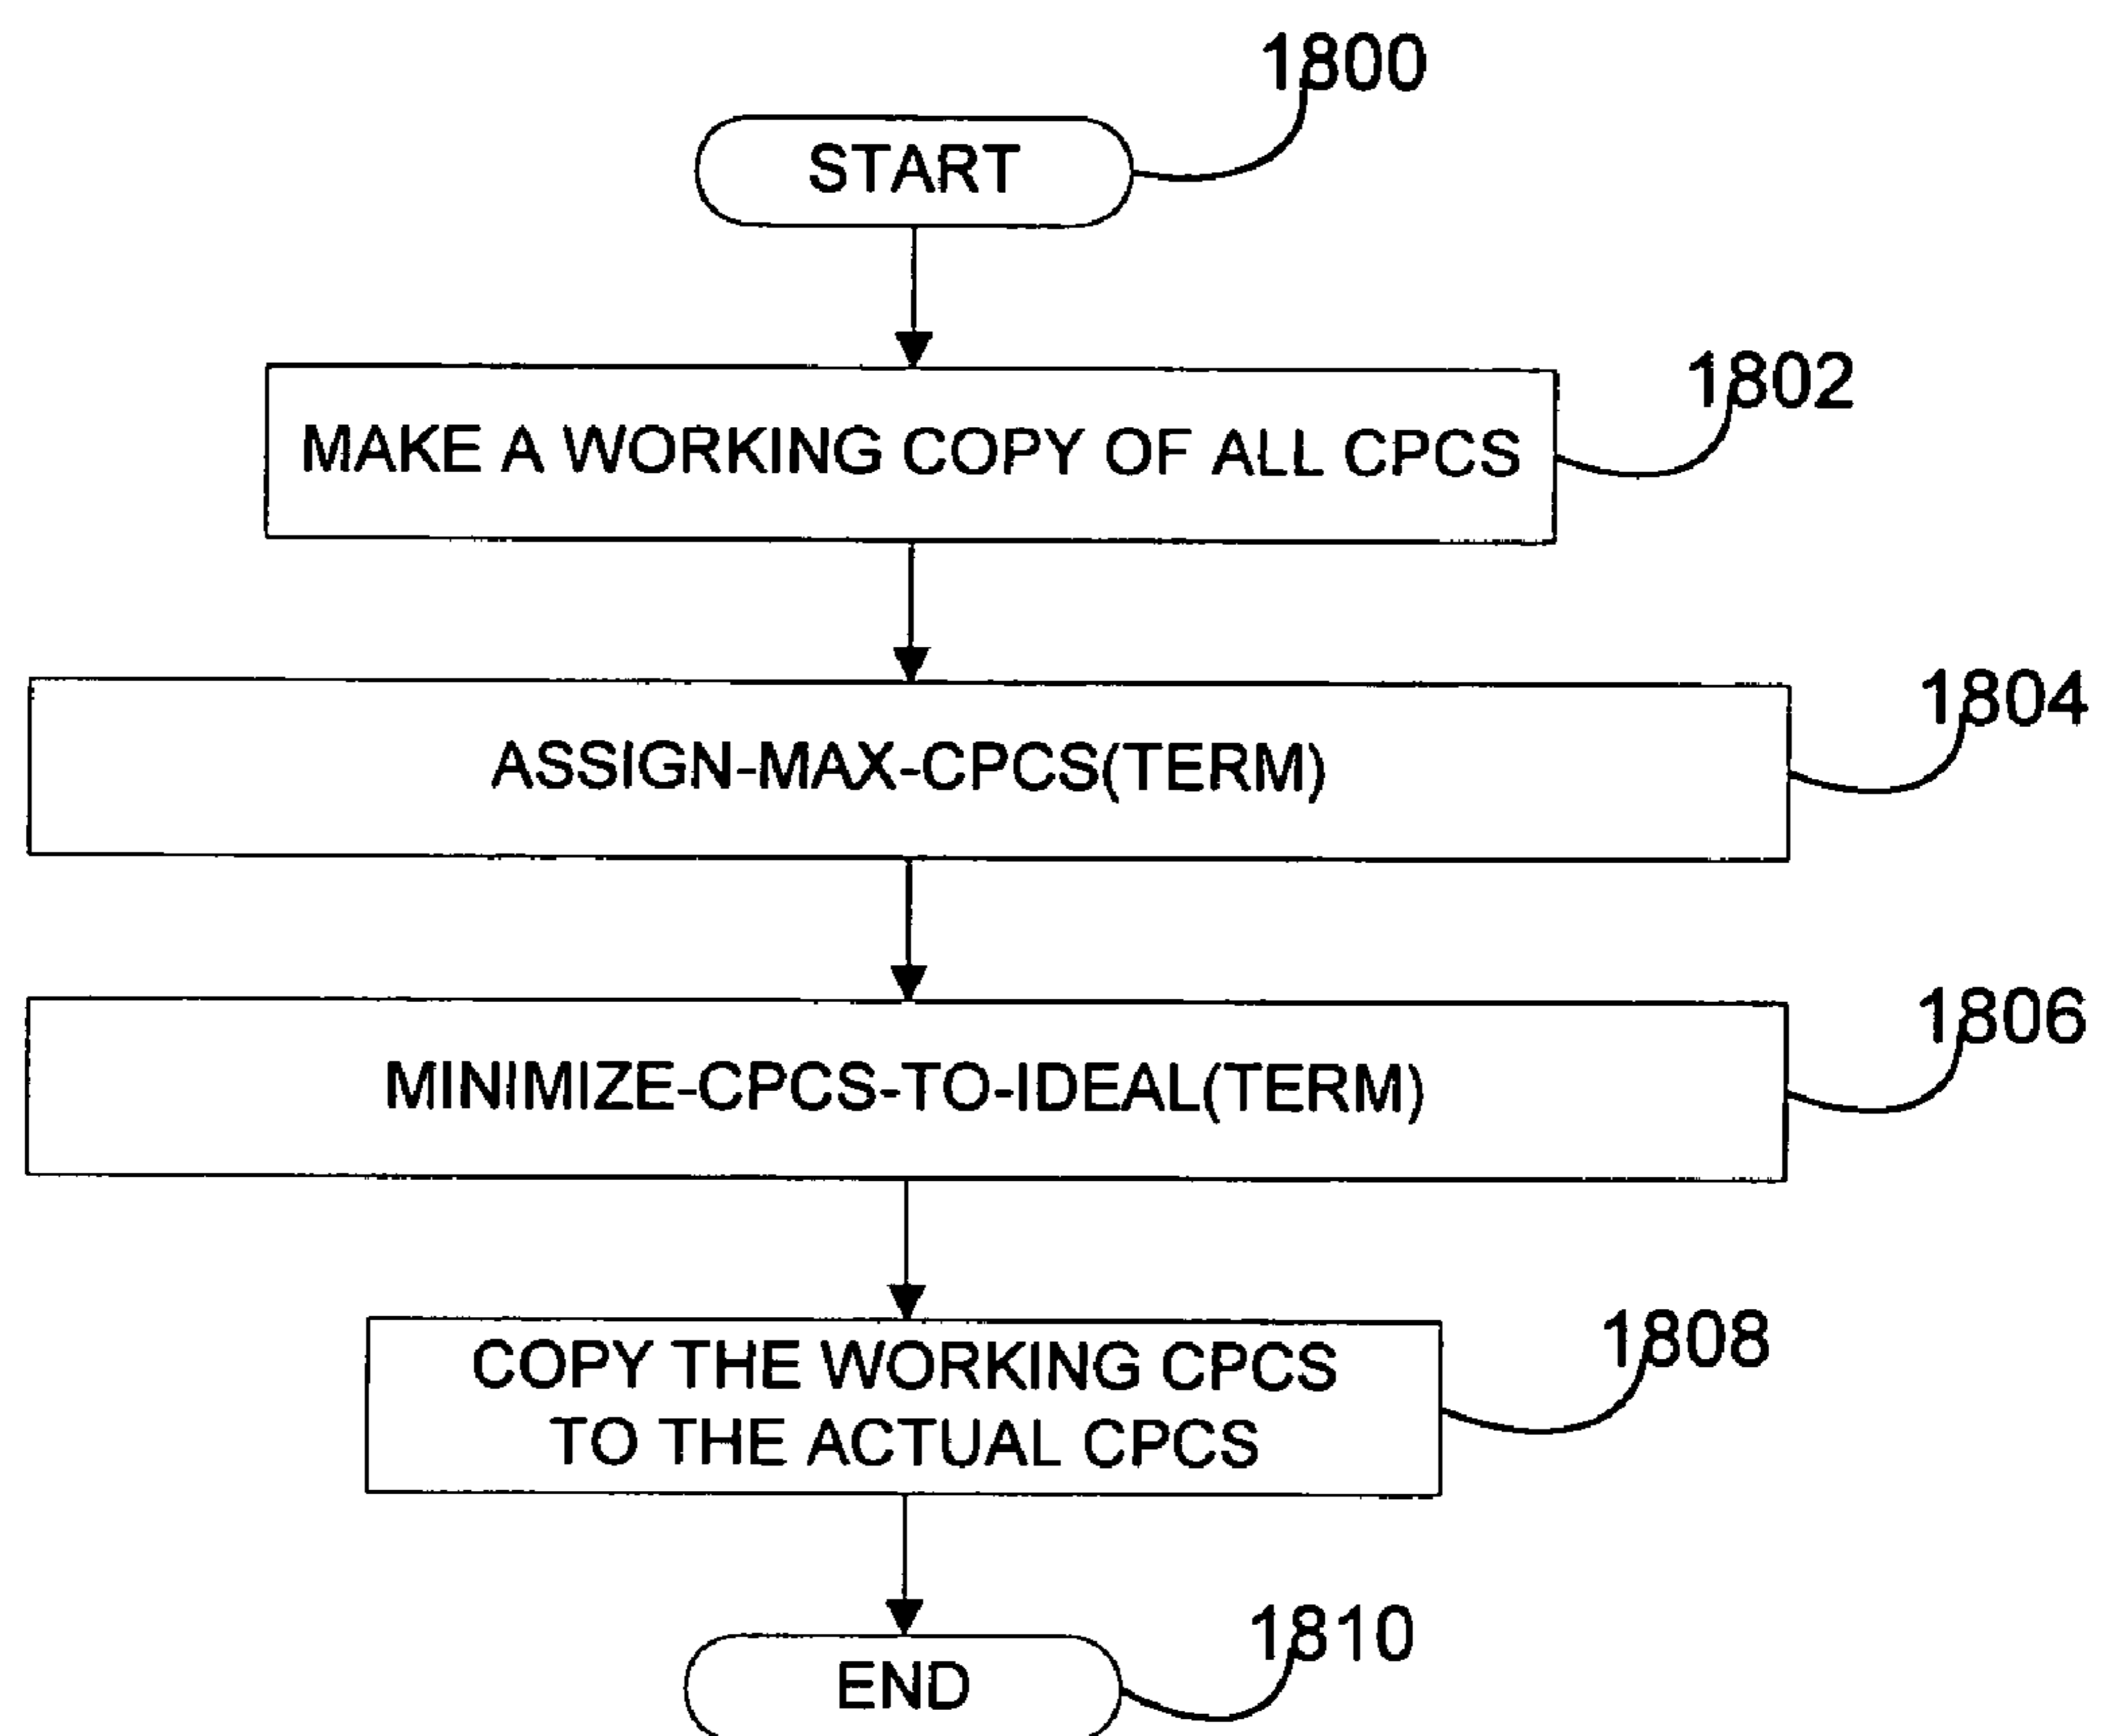 1800
START
1802
MAKE A WORKING COPY OF ALL CPCS
1804
ASSIGN-MAX-CPCS(TERM)
1806
MINIMIZE-CPCS-TO-IDEAL(TERM)
1808
COPY THE WORKING CPCS
TO THE ACTUAL CPCS
1810
END